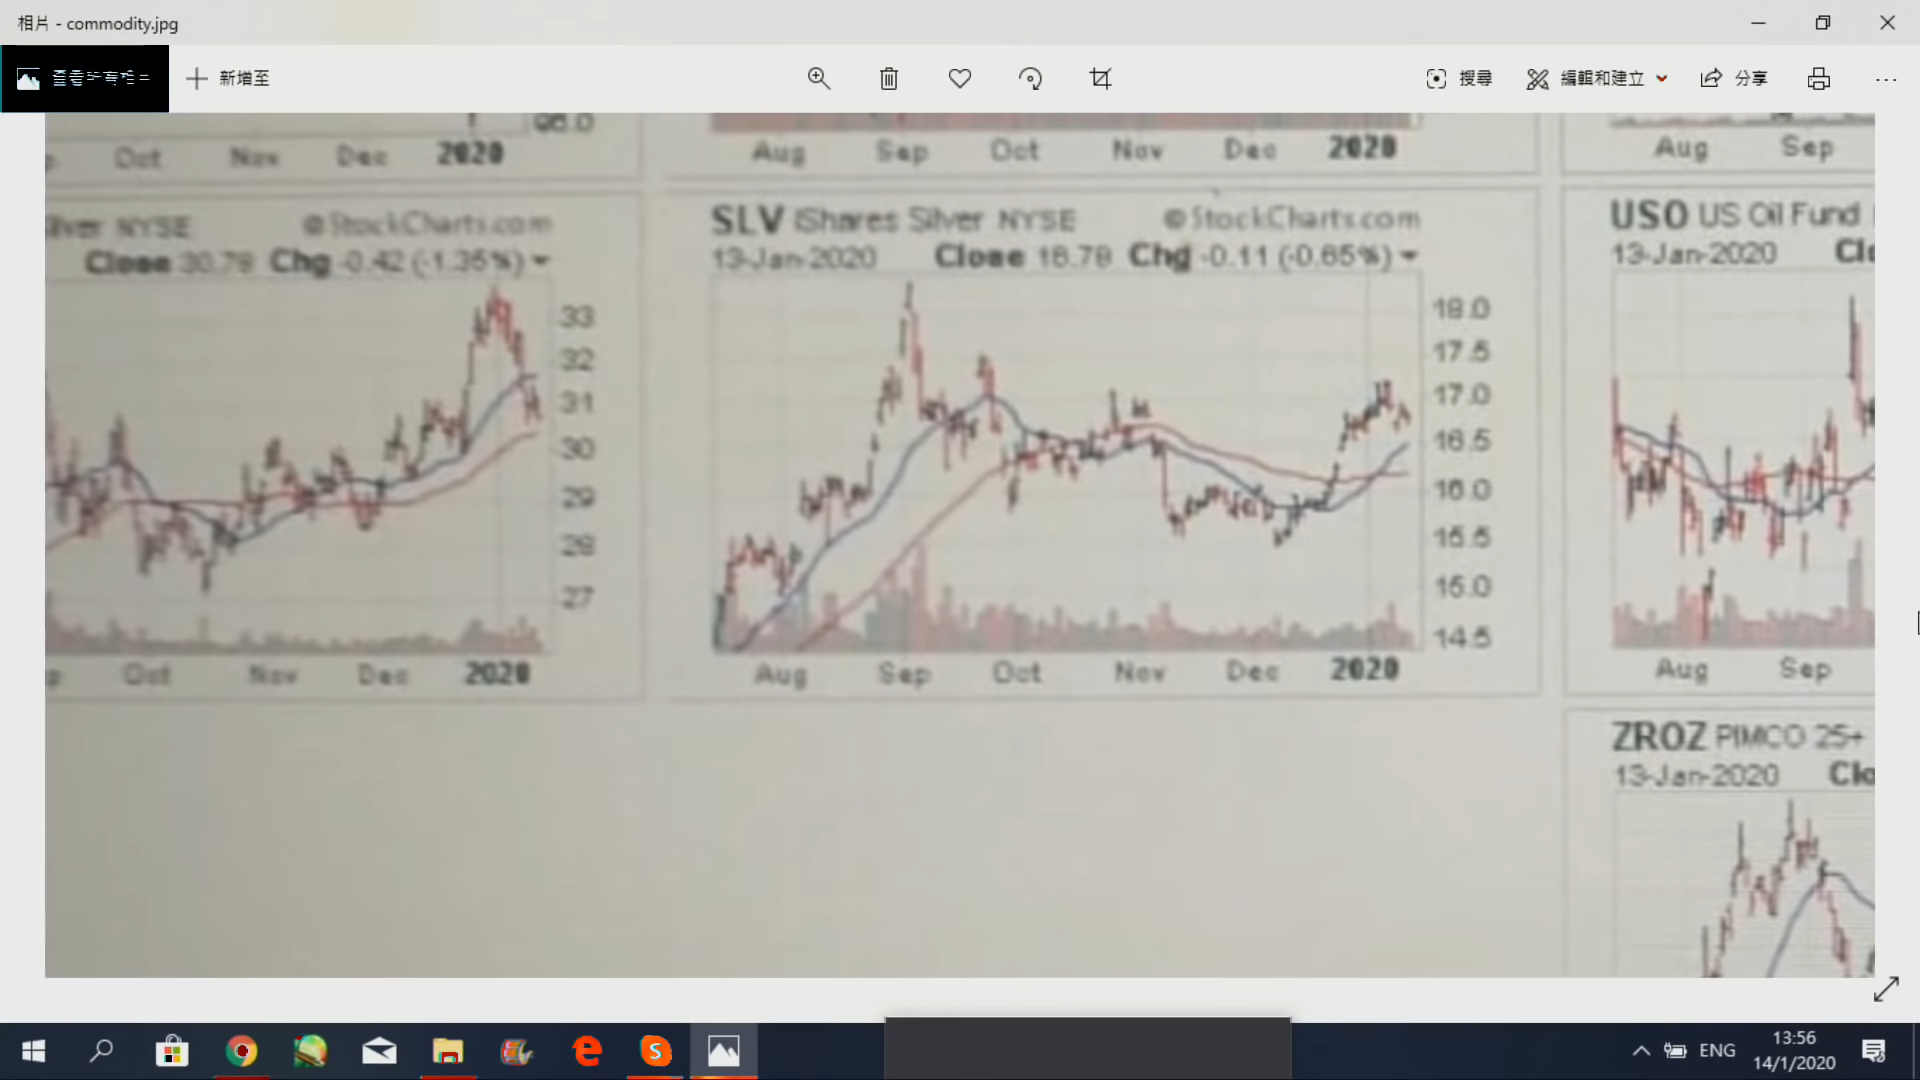 相片 - commodity.jpg
新增至
搜尋
編輯和建立
分享
Oct Nov Dec 2020
Aug Sep Oct Nov Dec 2020
Aug Sep
NYSE © StockCharts.com
Close 30.79 Chg -0.42 (-1.35%)
33
32
31
30
29
28
27
Oct Nov Dec 2020
SLV iShares Silver NYSE © StockCharts.com
13-Jan-2020 Close 16.78 Chg -0.11 (-0.65%)
18.0
17.5
17.0
16.5
16.0
15.5
15.0
14.5
Aug Sep Oct Nov Dec 2020
USO US Oil Fund
13-Jan-2020
Aug Sep
ZROZ PIMCO 25+
13-Jan-2020
ENG
13:56
14/1/2020